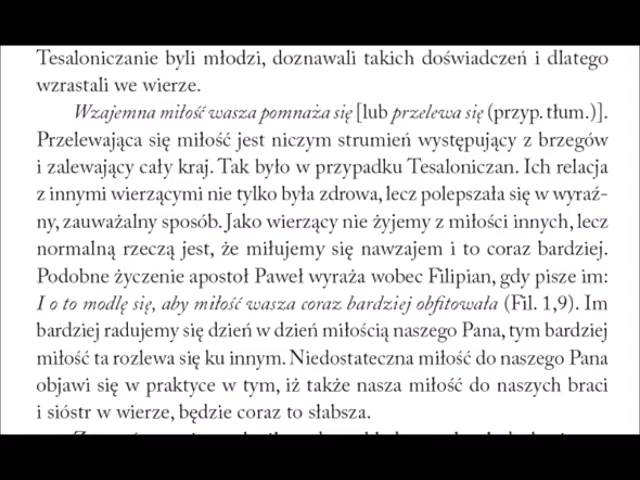 Tesaloniczanie byli młodzi, doznawali takich doświadczeń i dlatego
wzrastali we wierze.
Wzajemna miłość wasza pomnaża się [lub przelewa się (przyp. tłum.)].
Przelewająca się miłość jest niczym strumień występujący z brzegów
i zalewający cały kraj. Tak było w przypadku Tesaloniczan. Ich relacja
z innymi wierzącymi nie tylko była zdrowa, lecz polepszała się w wyraź-
ny, zauważalny sposób. Jako wierzący nie żyjemy z miłości innych, lecz
normalną rzeczą jest, że miłujemy się nawzajem i to coraz bardziej.
Podobne życzenie apostoł Paweł wyraża wobec Filipian, gdy pisze im:
I o to modlę się, aby miłość wasza coraz bardziej obfitowała (Fil. 1,9). Im
bardziej radujemy się dzień w dzień miłością naszego Pana, tym bardziej
miłość ta rozlewa się ku innym. Niedostateczna miłość do naszego Pana
objawi się w praktyce w tym, iż także nasza miłość do naszych braci
i sióstr w wierze, będzie coraz to słabsza.